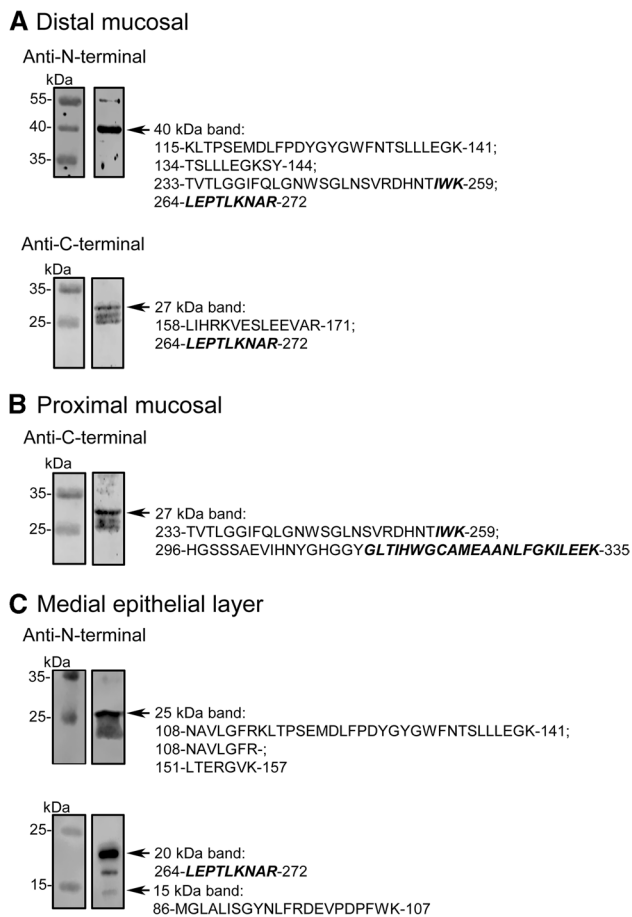 A Distal mucosal
Anti-N-terminal
kDa
55-
40-
35-
40 kDa band:
115-KLTPSEMDLFPDYGYGWFNTSLLLEGK-141;
134-TSLLLEGKSY-144;
233-TVTLGGIFQLGNWSGLNSVRDHNTIWK-259;
264-LEPTLKNAR-272
Anti-C-terminal
kDa
35-
25-
27 kDa band:
158-LIHRKVESLEEVAR-171;
264-LEPTLKNAR-272
B Proximal mucosal
Anti-C-terminal
kDa
35-
25-
27 kDa band:
233-TVTLGGIFQLGNWSGLNSVRDHNTIWK-259;
296-HGSSSAEVIHNYGHGGYGLTIHWGCAMEAANLFGKILEEK-335
C Medial epithelial layer
Anti-N-terminal
kDa
35-
25-
25 kDa band:
108-NAVLGFRKLTPSEMDLFPDYGYGWFNTSLLLEGK-141;
108-NAVLGFR-;
151-LTERGVK-157
kDa
25-
15-
20 kDa band:
264-LEPTLKNAR-272
15 kDa band:
86-MGLALISGYNLFRDEVPDPFWK-107